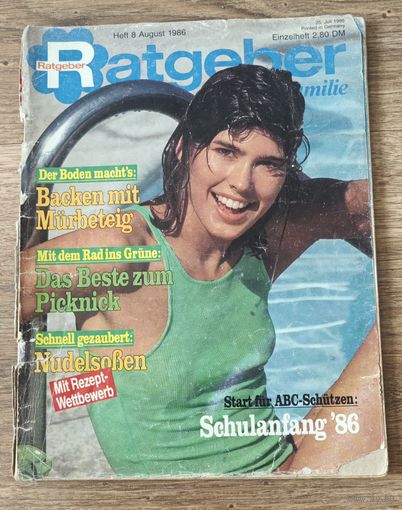 Heft 8 August 1986
25. Juli 1986
Printed in Germany
Einzelheft 2,80 DM
Ratgeber
Ratgeber
Familie
Der Boden macht's:
Backen mit
Mürbeteig
Mit dem Rad ins Grüne:
Das Beste zum
Picknick
Schnell gezaubert:
Nudelsoßen
Mit Rezept-
Wettbewerb
Start für ABC-Schützen:
Schulanfang '86